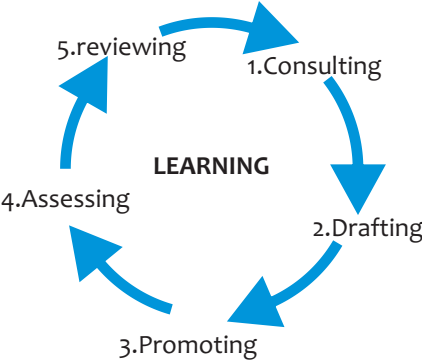 5.reviewing
1.Consulting
LEARNING
4.Assessing
2.Drafting
3.Promoting